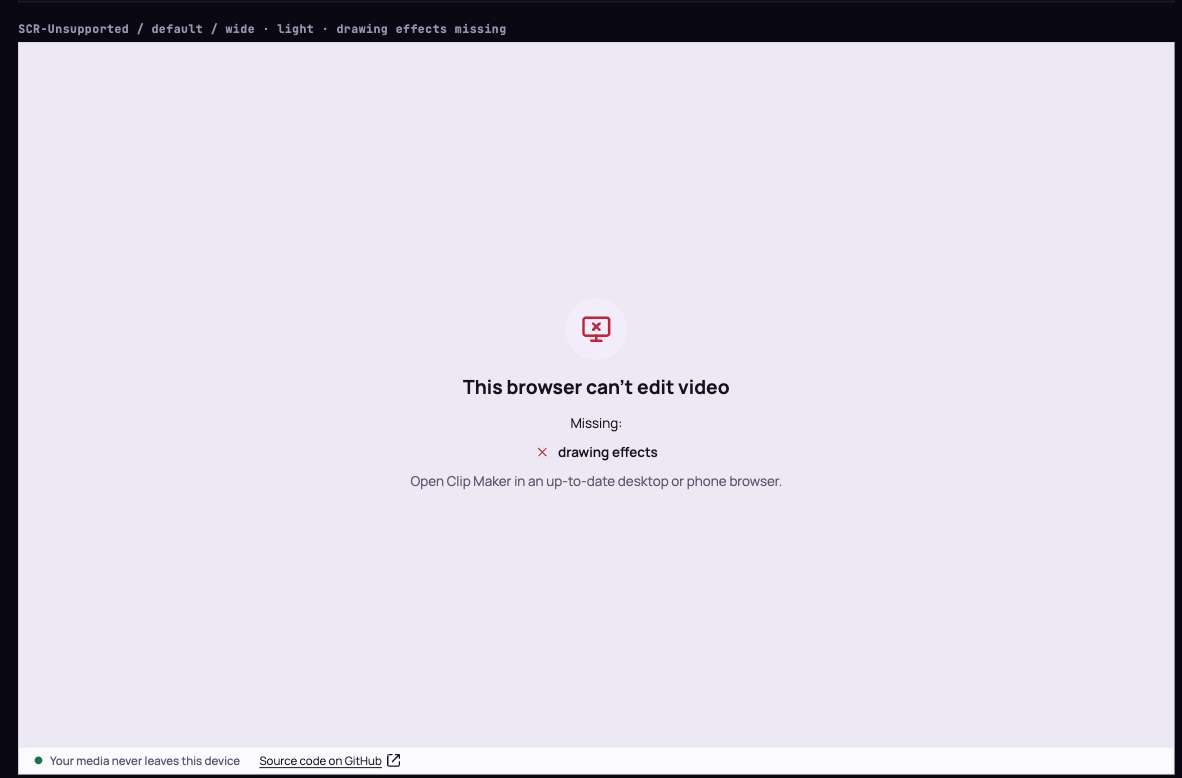 SCR-Unsupported / default / wide · light · drawing effects missing
This browser can't edit video
Missing:
drawing effects
Open Clip Maker in an up-to-date desktop or phone browser.
Your media never leaves this device
Source code on GitHub